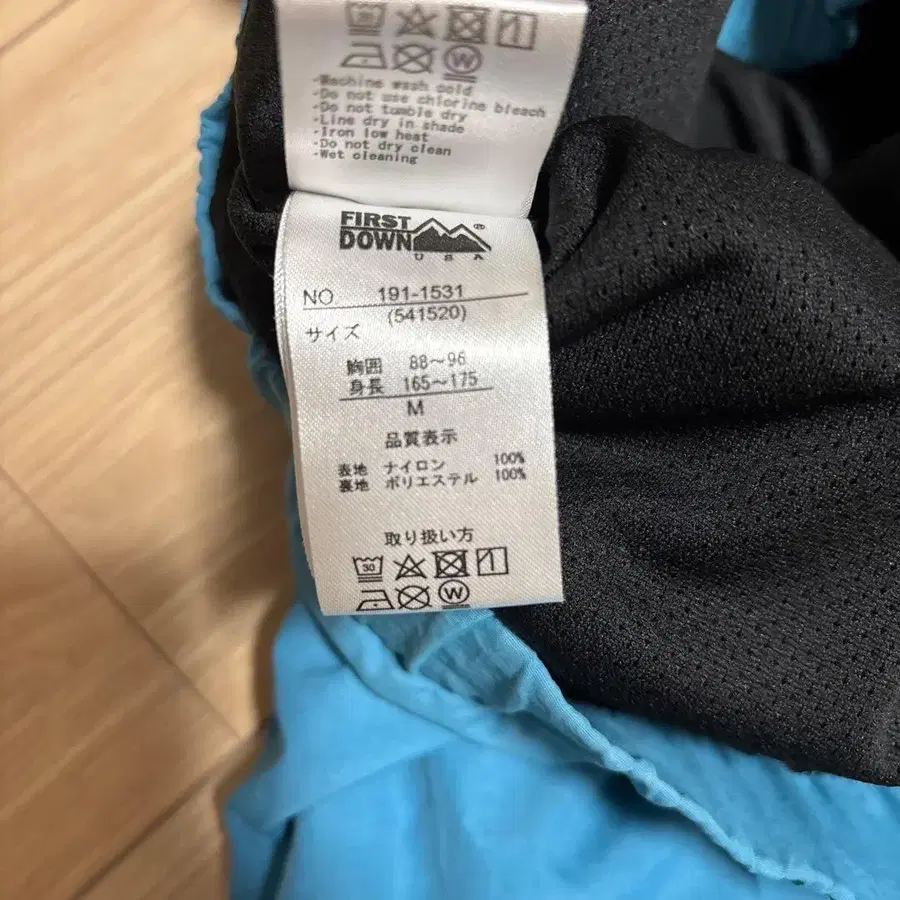 30
-Machine wash cold
-Do not use chlorine bleach
-Do not tumble dry
-Line dry in shade
-Iron low heat
-Do not dry clean
-Wet cleaning
FIRST
DOWN®
USA
NO. 191-1531
サイズ (541520)
胸囲 88～96
身長 165～175
M
品質表示
表地 ナイロン 100%
裏地 ポリエステル 100%
取り扱い方
30
W